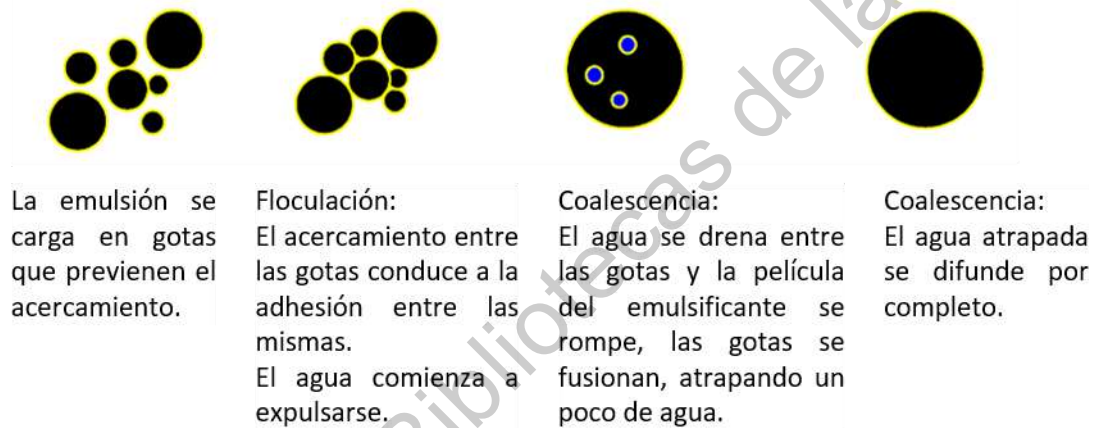 La emulsión se
carga en gotas
que previenen el
acercamiento.
Floculación:
El acercamiento entre
las gotas conduce a la
adhesión entre las
mismas.
El agua comienza a
expulsarse.
Coalescencia:
El agua se drena entre
las gotas y la película
del emulsificante se
rompe, las gotas se
fusionan, atrapando un
poco de agua.
Coalescencia:
El agua atrapada
se difunde por
completo.
Bibliotecas de la